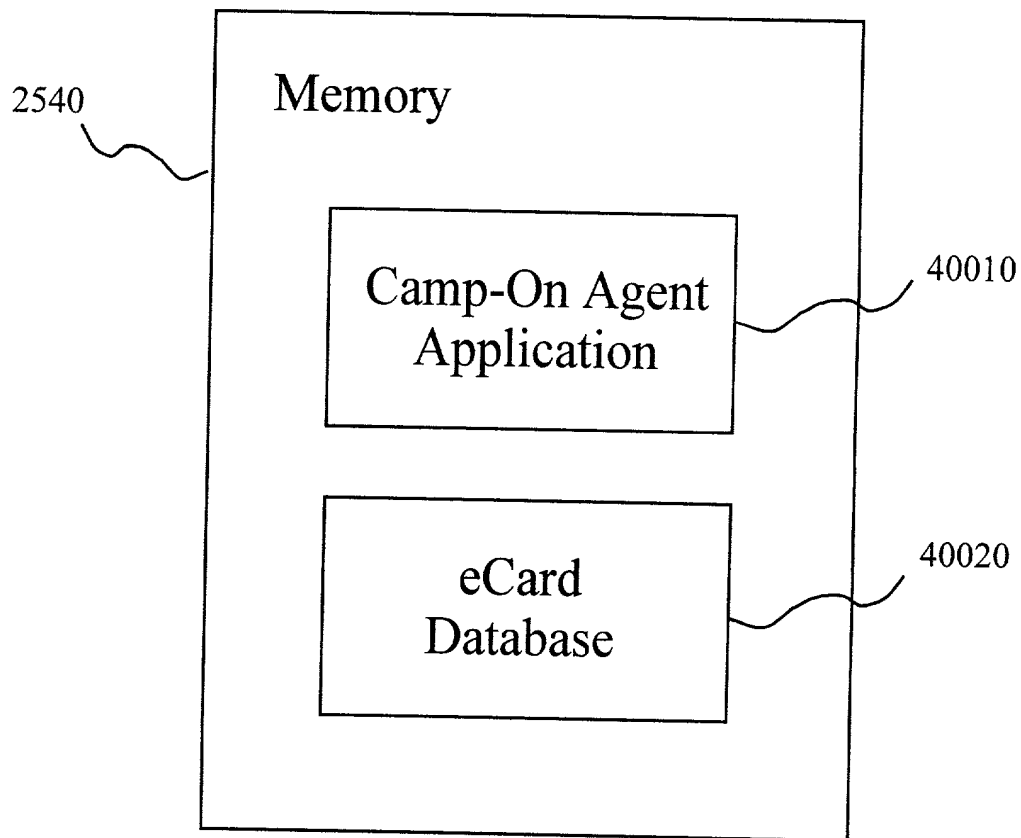 2540
Memory
Camp-On Agent
Application
40010
eCard
Database
40020